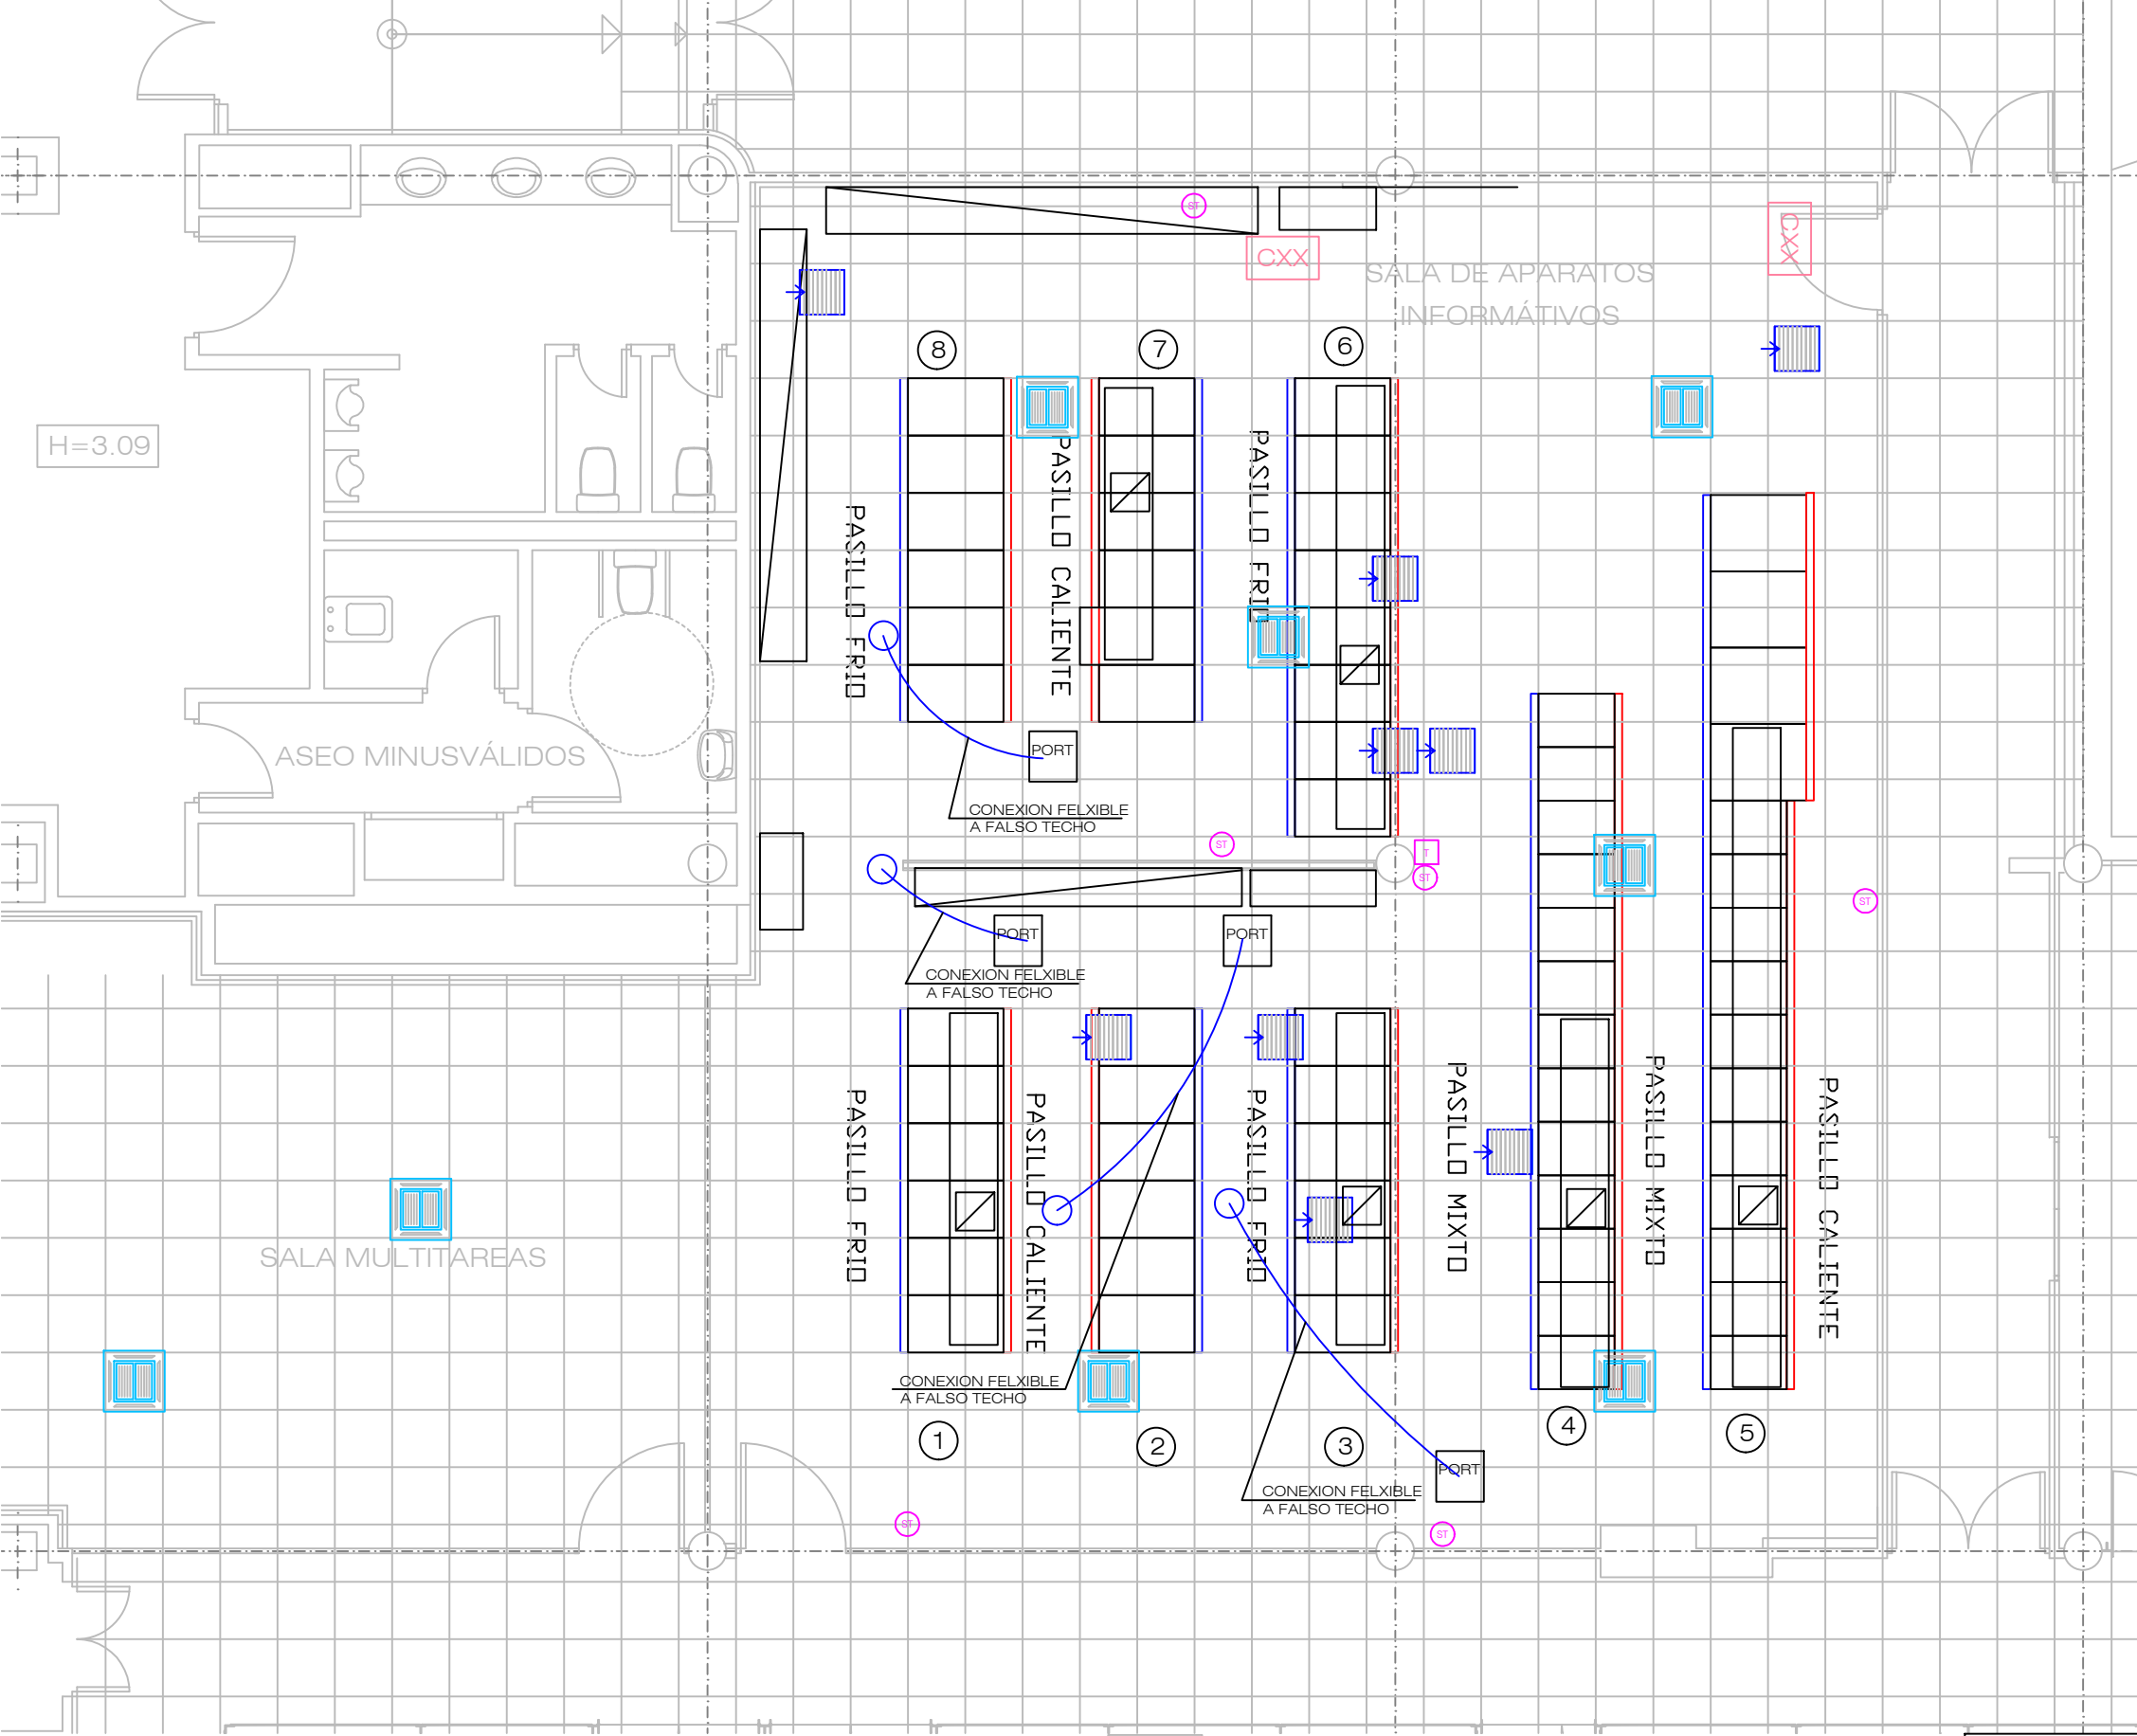 ST
CXX
CXX
SALA DE APARATOS
INFORMÁTIVOS
8
7
6
H=3.09
PASILLO FRIO
PASILLO CALIENTE
PASILLO FRIO
ASEO MINUSVÁLIDOS
PORT
CONEXION FELXIBLE
A FALSO TECHO
ST
T
ST
ST
PORT
PORT
CONEXION FELXIBLE
A FALSO TECHO
PASILLO FRIO
PASILLO CALIENTE
PASILLO FRIO
PASILLO MIXTO
PASILLO MIXTO
PASILLO CALIENTE
SALA MULTITAREAS
CONEXION FELXIBLE
A FALSO TECHO
1
2
3
4
5
PORT
CONEXION FELXIBLE
A FALSO TECHO
ST
ST